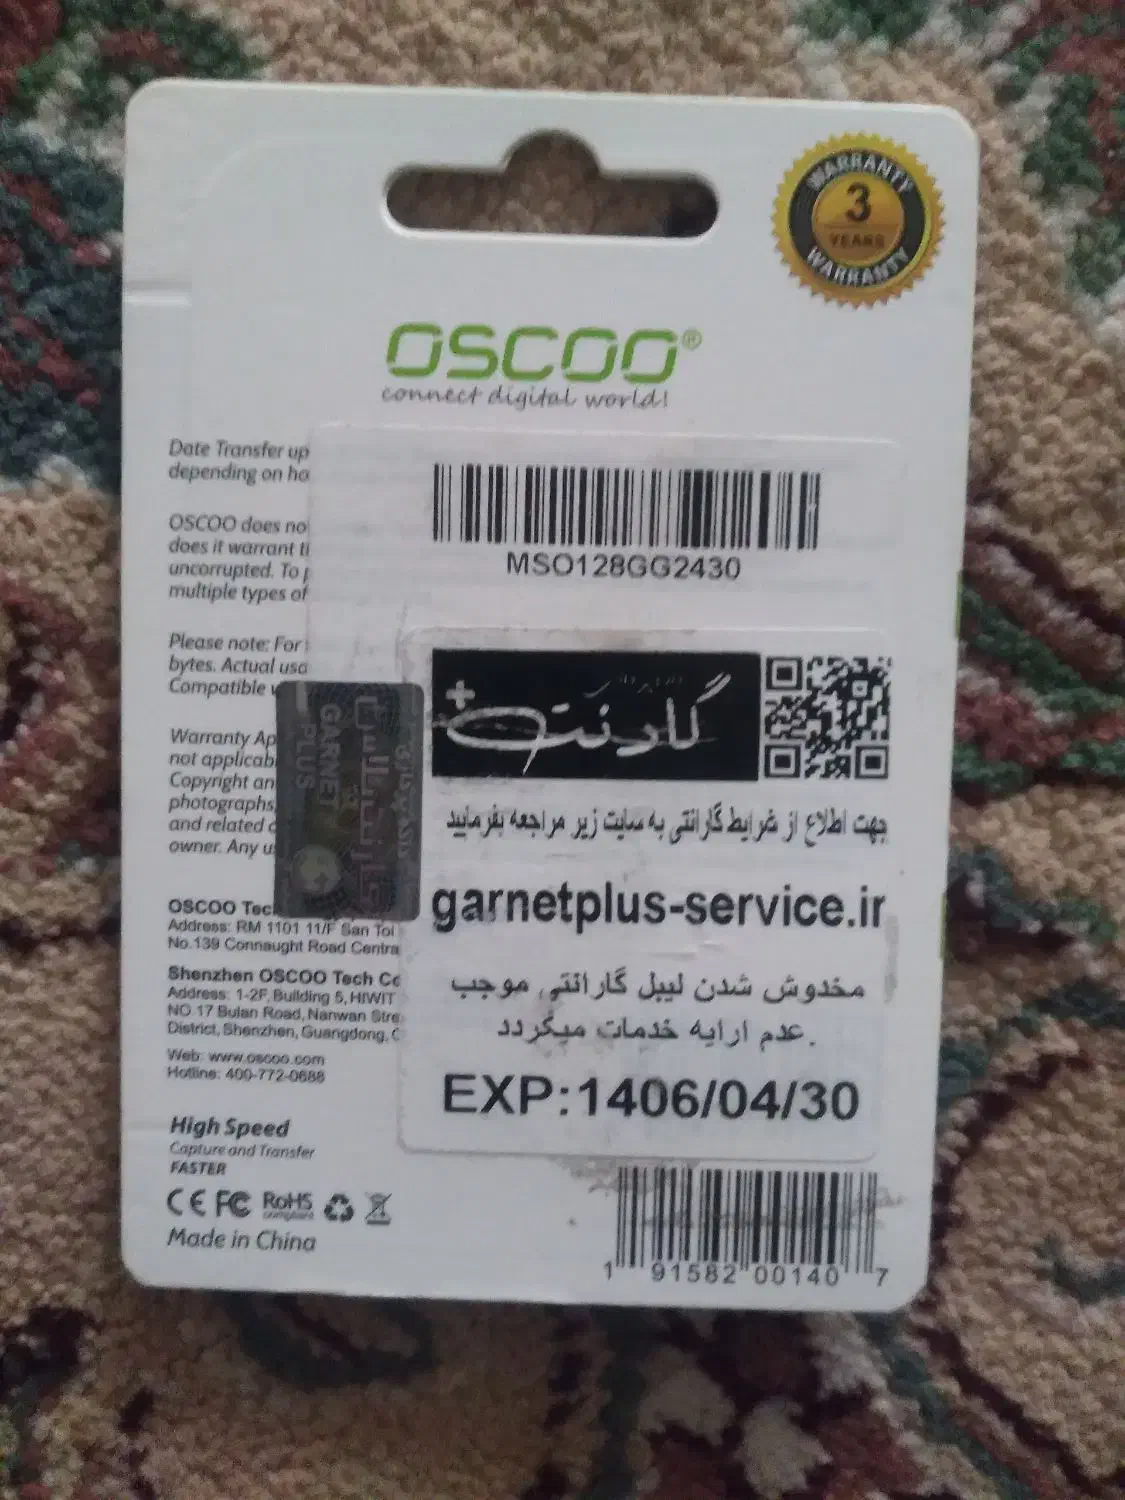 WARRANTY
3
YEARS
WARRANTY
OSCOO®
connect digital world!
Date Transfer up
depending on ho
OSCOO does no
does it warrant
uncorrupted. To
multiple types of
Please note: For
bytes. Actual usa
Compatible
Warranty Ap
not applicab
Copyright an
photographs,
and related
owner. Any
MSO128GG2430
گارنت
+
GARNET
PLUS
جهت اطلاع از شرایط گارانتی به سایت زیر مراجعه بفرمایید
garnetplus-service.ir
مخدوش شدن لیبل گارانتی موجب
عدم ارایه خدمات میگردد.
EXP:1406/04/30
OSCOO Tec
Address: RM 1101 11/F San Toi
No.139 Connaught Road Centra
Shenzhen OSCOO Tech Co
Address: 1-2F, Building 5, HIWIT
NO.17 Bulan Road, Nanwan Stre
District, Shenzhen, Guangdong, C
Web: www.oscoo.com
Hotline: 400-772-0688
High Speed
Capture and Transfer
FASTER
CE FC RoHS
compliant
Made in China
1 91582 00140 7